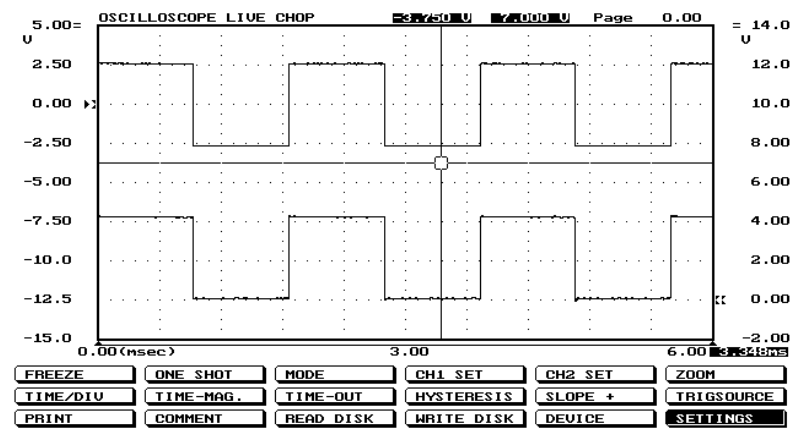 OSCILLOSCOPE LIVE CHOP -3.750 V 7.000 V Page 0.00
5.00= = 14.0
V V
2.50 12.0
0.00 10.0
-2.50 8.00
-5.00 6.00
-7.50 4.00
-10.0 2.00
-12.5 0.00
-15.0 -2.00
0.00(msec) 3.00 6.00 3.348ms
FREEZE ONE SHOT MODE CH1 SET CH2 SET ZOOM
TIME/DIV TIME-MAG. TIME-OUT HYSTERESIS SLOPE + TRIGSOURCE
PRINT COMMENT READ DISK WRITE DISK DEVICE SETTINGS